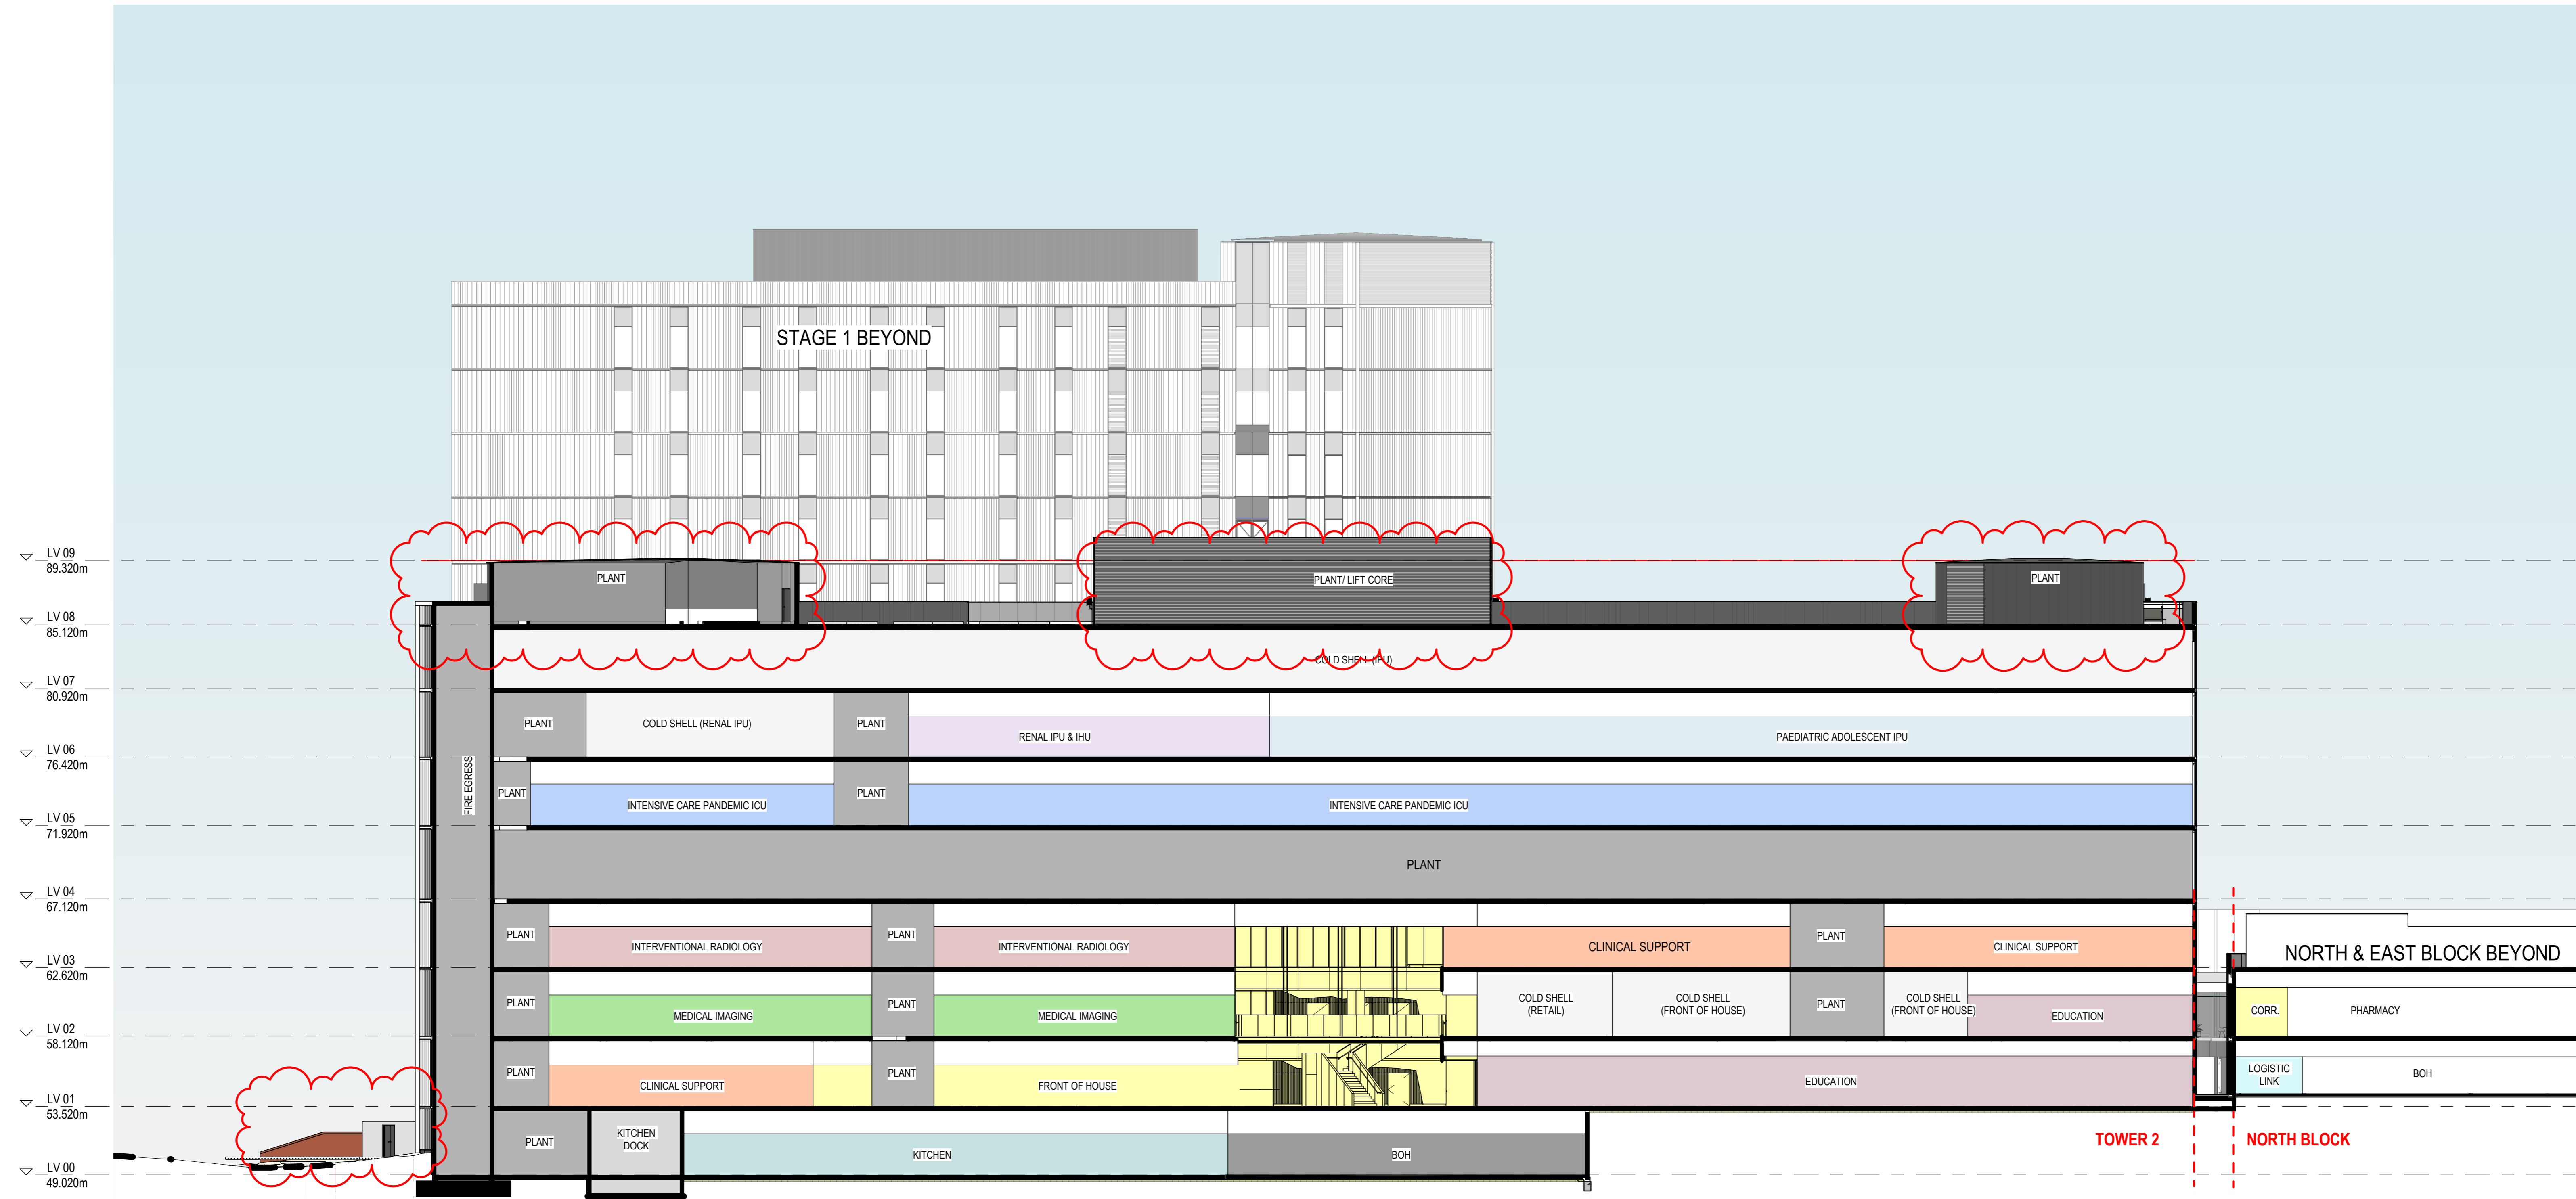 STAGE 1 BEYOND
LV 09
89.320m
PLANT
PLANT/ LIFT CORE
PLANT
LV 08
85.120m
COLD SHELL (IPU)
LV 07
80.920m
PLANT
COLD SHELL (RENAL IPU)
PLANT
RENAL IPU & IHU
PAEDIATRIC ADOLESCENT IPU
LV 06
76.420m
FIRE EGRESS
PLANT
INTENSIVE CARE PANDEMIC ICU
PLANT
INTENSIVE CARE PANDEMIC ICU
LV 05
71.920m
PLANT
LV 04
67.120m
PLANT
INTERVENTIONAL RADIOLOGY
PLANT
INTERVENTIONAL RADIOLOGY
CLINICAL SUPPORT
PLANT
CLINICAL SUPPORT
NORTH & EAST BLOCK BEYOND
LV 03
62.620m
PLANT
MEDICAL IMAGING
PLANT
MEDICAL IMAGING
COLD SHELL
(RETAIL)
COLD SHELL
(FRONT OF HOUSE)
PLANT
COLD SHELL
(FRONT OF HOUSE)
EDUCATION
CORR.
PHARMACY
LV 02
58.120m
PLANT
CLINICAL SUPPORT
PLANT
FRONT OF HOUSE
EDUCATION
LOGISTIC
LINK
BOH
LV 01
53.520m
PLANT
KITCHEN
DOCK
KITCHEN
BOH
TOWER 2
NORTH BLOCK
LV 00
49.020m